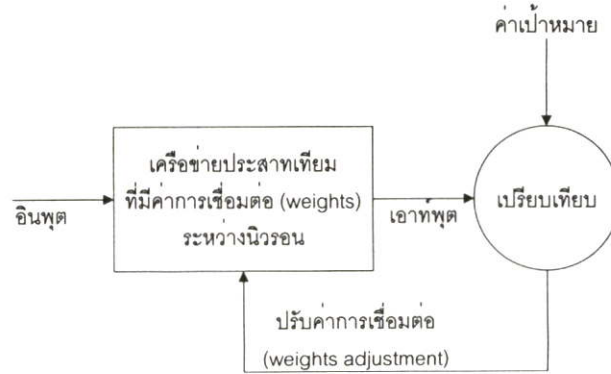 ค่าเป้าหมาย
เครือข่ายประสาทเทียม
ที่มีค่าการเชื่อมต่อ (weights)
ระหว่างนิวรอน
อินพุต
เอาท์พุต
เปรียบเทียบ
ปรับค่าการเชื่อมต่อ
(weights adjustment)